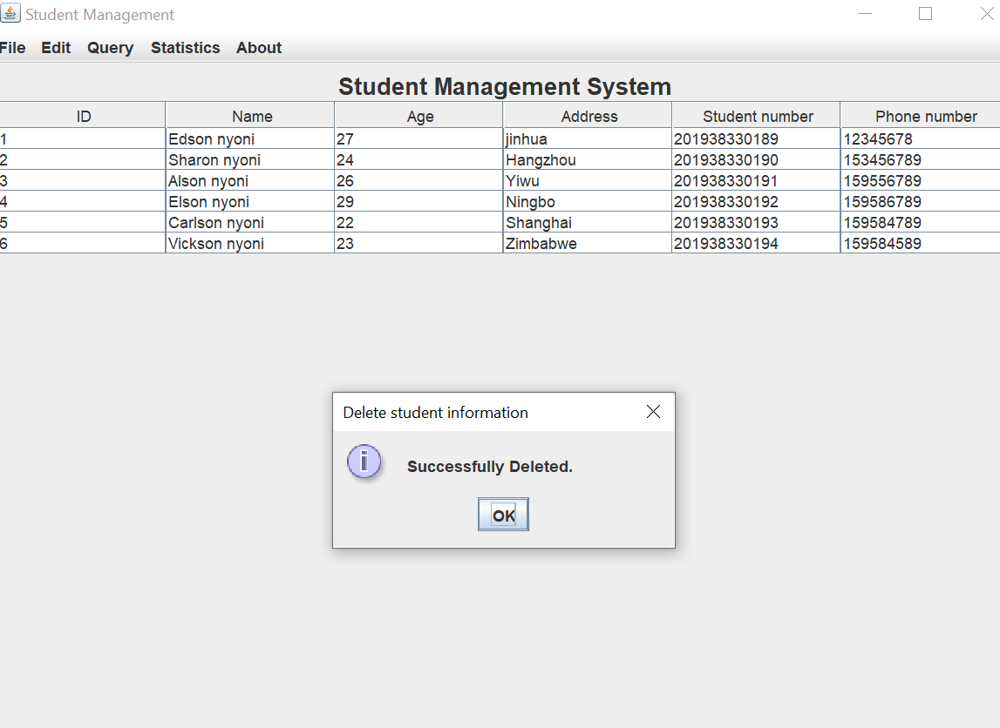 Student Management
File Edit Query Statistics About
Student Management System
ID Name Age Address Student number Phone number
1 Edson nyoni 27 jinhua 201938330189 12345678
2 Sharon nyoni 24 Hangzhou 201938330190 153456789
3 Alson nyoni 26 Yiwu 201938330191 159556789
4 Elson nyoni 29 Ningbo 201938330192 159586789
5 Carlson nyoni 22 Shanghai 201938330193 159584789
6 Vickson nyoni 23 Zimbabwe 201938330194 159584589
Delete student information
Successfully Deleted.
OK